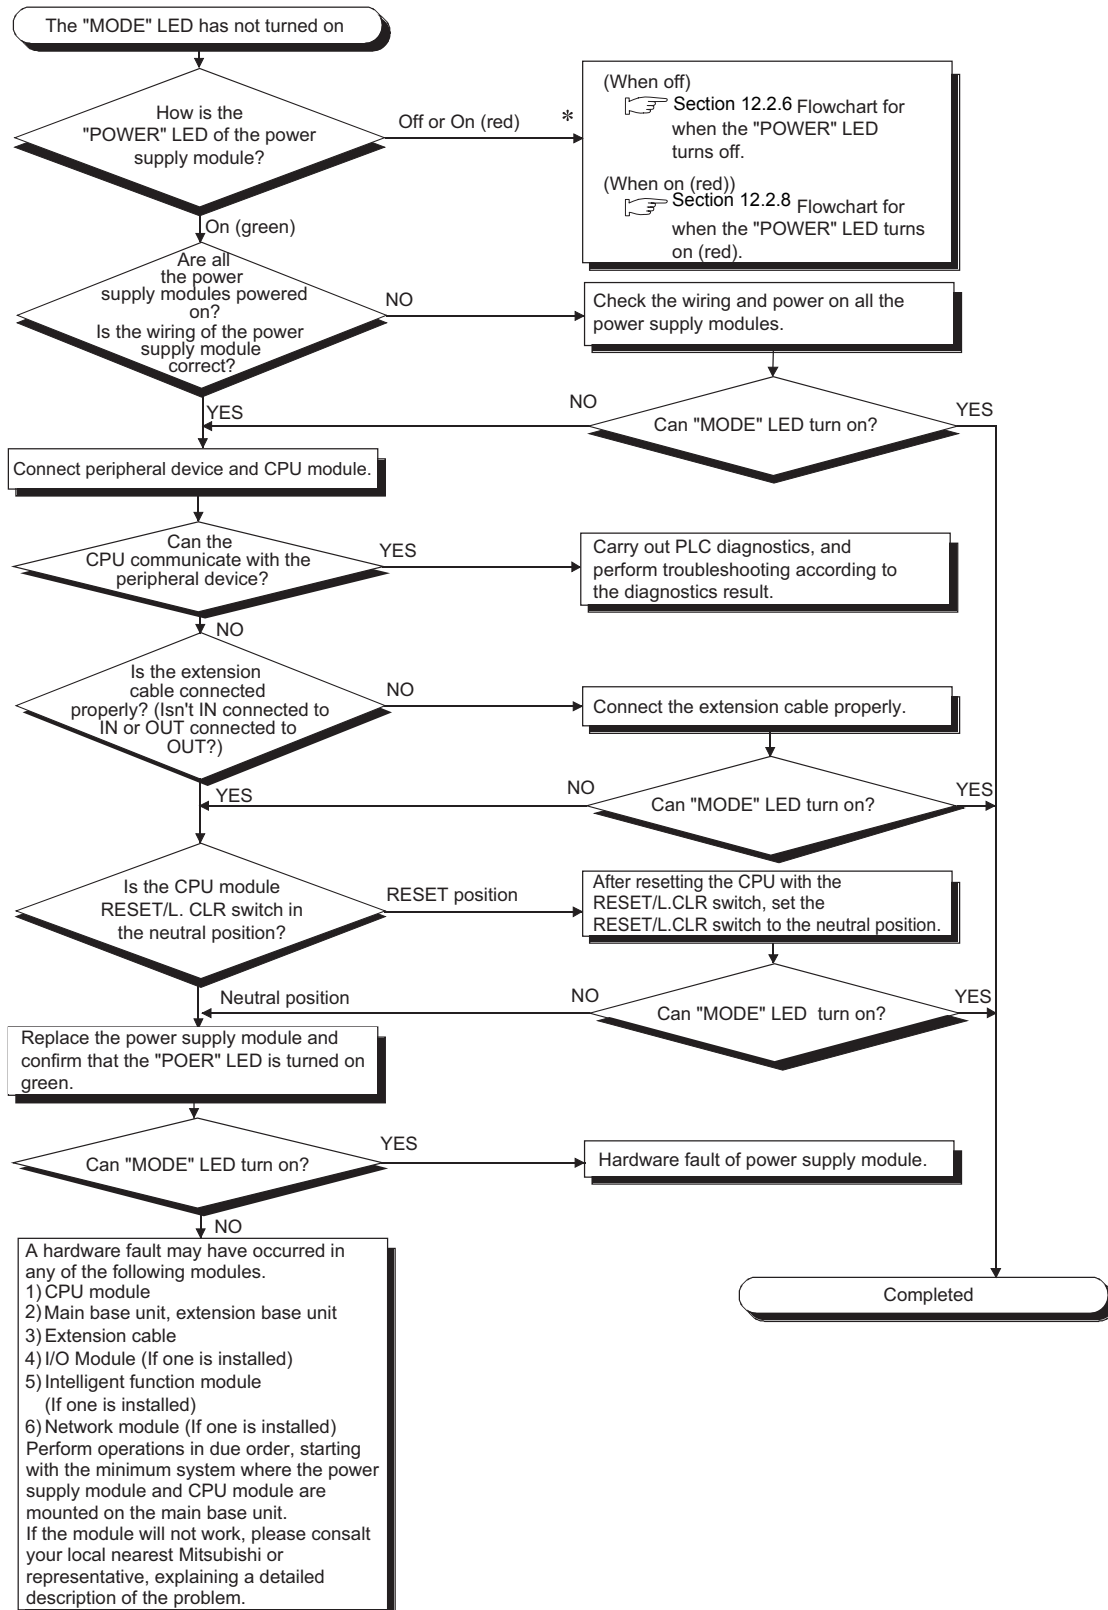 The "MODE" LED has not turned on
How is the
"POWER" LED of the power
supply module?
Off or On (red)
*
(When off)
Section 12.2.6 Flowchart for
when the "POWER" LED
turns off.
(When on (red))
Section 12.2.8 Flowchart for
when the "POWER" LED turns
on (red).
On (green)
Are all
the power
supply modules powered
on?
Is the wiring of the power
supply module
correct?
NO
Check the wiring and power on all the
power supply modules.
YES
NO
Can "MODE" LED turn on?
YES
Connect peripheral device and CPU module.
Can the
CPU communicate with the
peripheral device?
YES
Carry out PLC diagnostics, and
perform troubleshooting according to
the diagnostics result.
NO
Is the extension
cable connected
properly? (Isn't IN connected to
IN or OUT connected to
OUT?)
NO
Connect the extension cable properly.
YES
NO
Can "MODE" LED turn on?
YES
Is the CPU module
RESET/L. CLR switch in
the neutral position?
RESET position
After resetting the CPU with the
RESET/L.CLR switch, set the
RESET/L.CLR switch to the neutral position.
Neutral position
NO
Can "MODE" LED turn on?
YES
Replace the power supply module and
confirm that the "POER" LED is turned on
green.
Can "MODE" LED turn on?
YES
Hardware fault of power supply module.
NO
A hardware fault may have occurred in
any of the following modules.
1) CPU module
2) Main base unit, extension base unit
3) Extension cable
4) I/O Module (If one is installed)
5) Intelligent function module
(If one is installed)
6) Network module (If one is installed)
Perform operations in due order, starting
with the minimum system where the power
supply module and CPU module are
mounted on the main base unit.
If the module will not work, please consalt
your local nearest Mitsubishi or
representative, explaining a detailed
description of the problem.
Completed